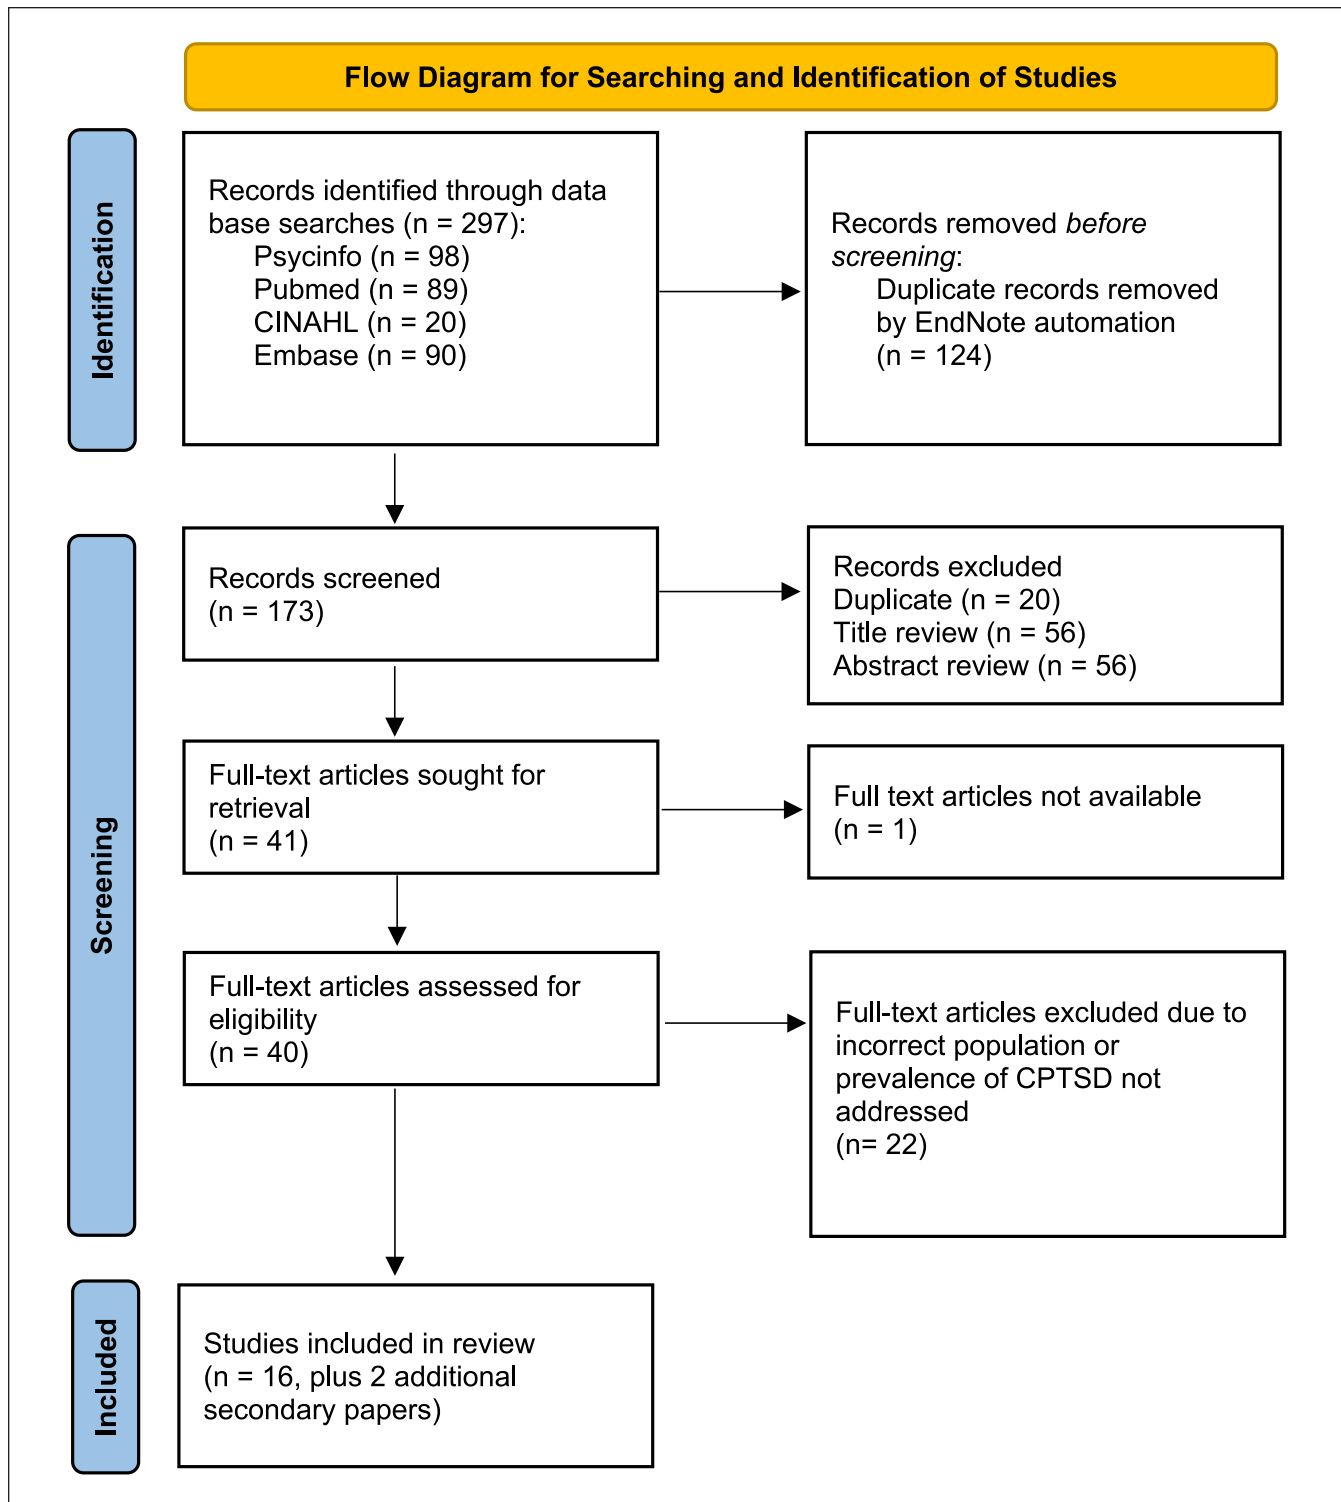 Flow Diagram for Searching and Identification of Studies
Identification
Records identified through data
base searches (n = 297):
Psycinfo (n = 98)
Pubmed (n = 89)
CINAHL (n = 20)
Embase (n = 90)
Records removed before
screening:
Duplicate records removed
by EndNote automation
(n = 124)
Screening
Records screened
(n = 173)
Records excluded
Duplicate (n = 20)
Title review (n = 56)
Abstract review (n = 56)
Full-text articles sought for
retrieval
(n = 41)
Full text articles not available
(n = 1)
Full-text articles assessed for
eligibility
(n = 40)
Full-text articles excluded due to
incorrect population or
prevalence of CPTSD not
addressed
(n= 22)
Included
Studies included in review
(n = 16, plus 2 additional
secondary papers)